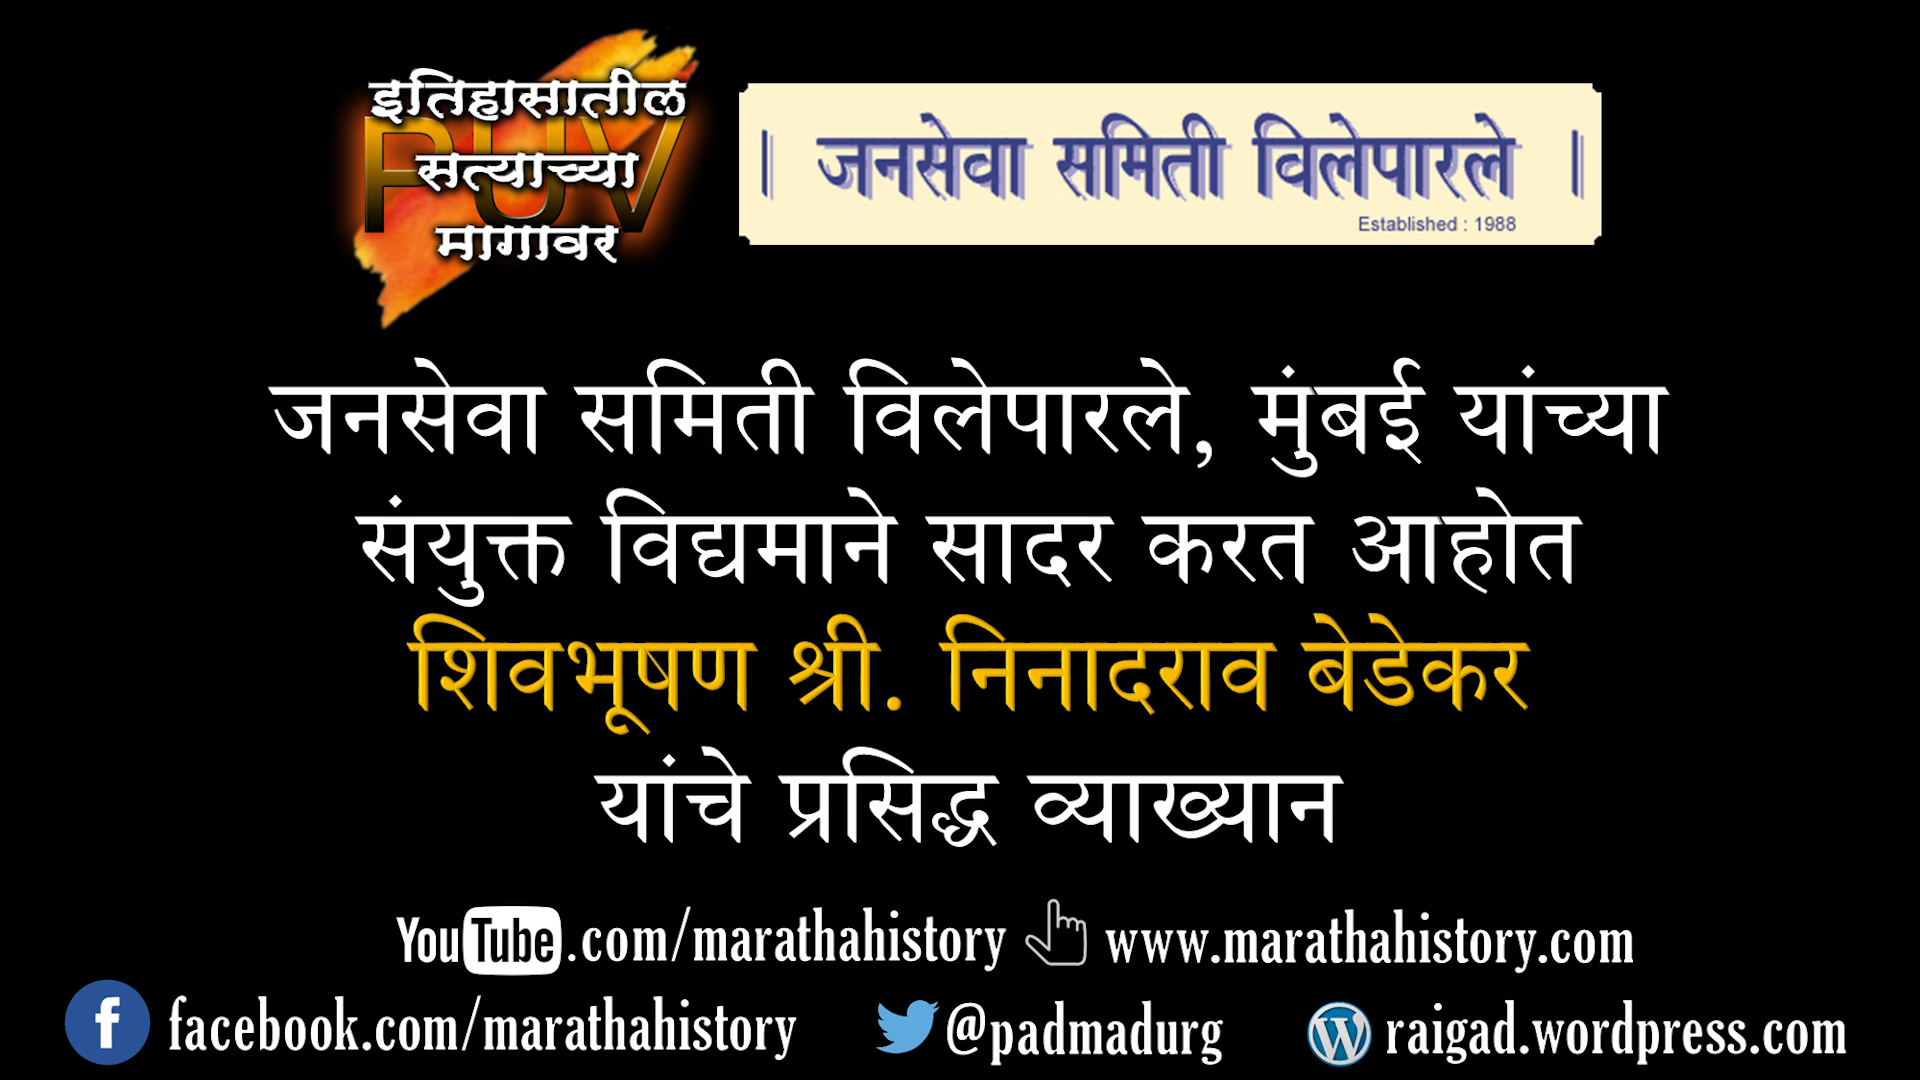 इतिहासातील
PUV
सत्याच्या
मागावर
। जनसेवा समिती विलेपारले ।
Established : 1988
जनसेवा समिती विलेपारले, मुंबई यांच्या
संयुक्त विद्यमाने सादर करत आहोत
शिवभूषण श्री. निनादराव बेडेकर
यांचे प्रसिद्ध व्याख्यान
YouTube.com/marathahistory www.marathahistory.com
f facebook.com/marathahistory @padmadurg raigad.wordpress.com